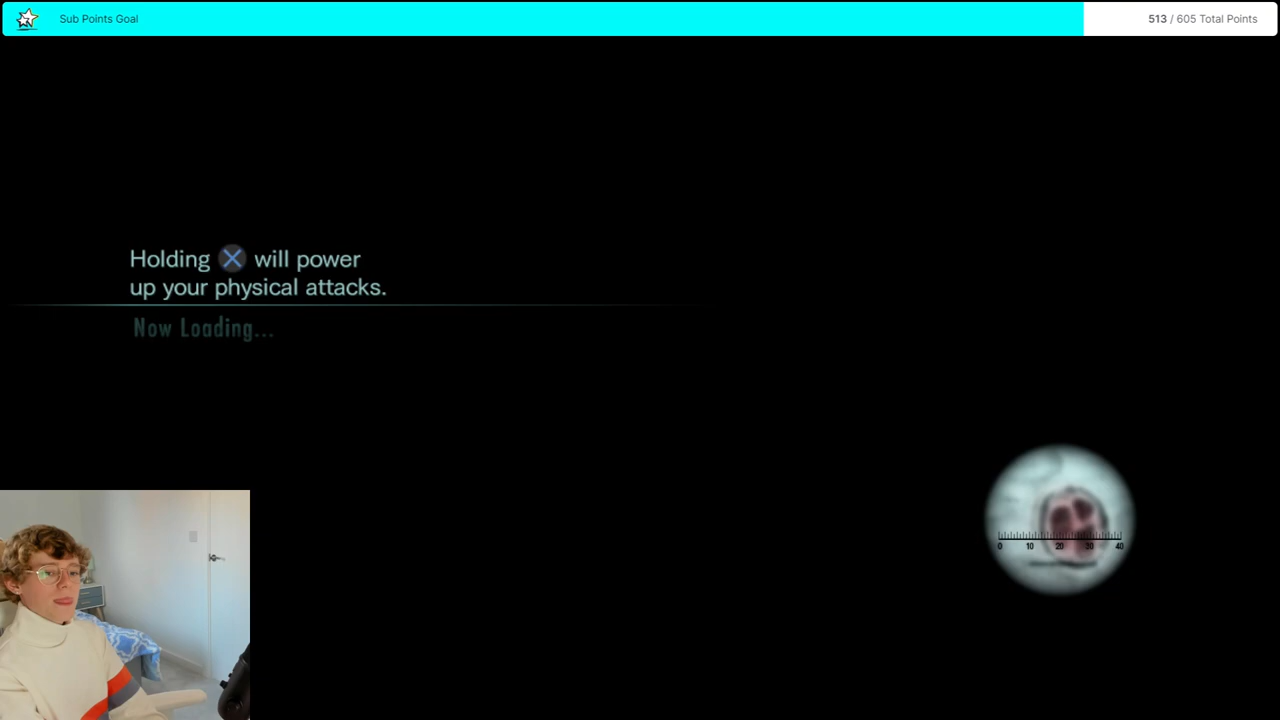 Sub Points Goal
513 / 605 Total Points
Holding ⓧ will power
up your physical attacks.
Now Loading...
0 10 20 30 40